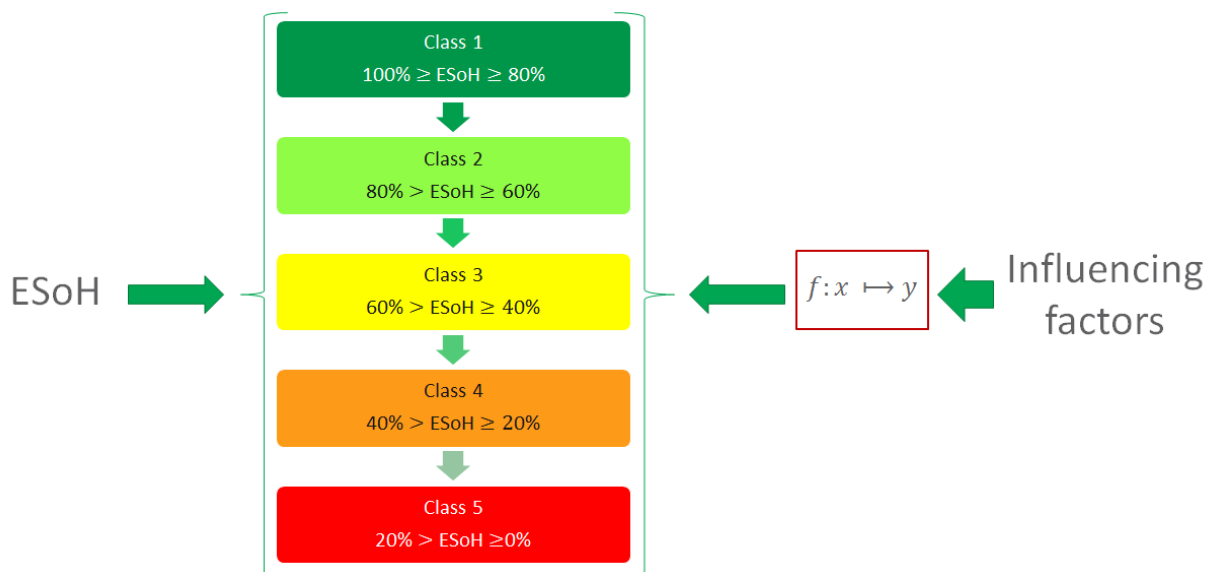 Class 1
100% ≥ ESoH ≥ 80%
Class 2
80% > ESoH ≥ 60%
Class 3
60% > ESoH ≥ 40%
Class 4
40% > ESoH ≥ 20%
Class 5
20% > ESoH ≥0%
ESoH
f: x ↦ y
Influencing
factors